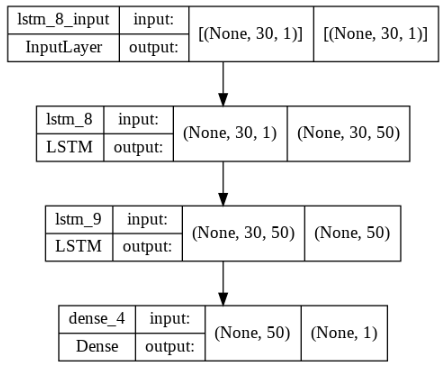 lstm_8_input input: [(None, 30, 1)] [(None, 30, 1)]
InputLayer output:
lstm_8 input: (None, 30, 1) (None, 30, 50)
LSTM output:
lstm_9 input: (None, 30, 50) (None, 50)
LSTM output:
dense_4 input: (None, 50) (None, 1)
Dense output: